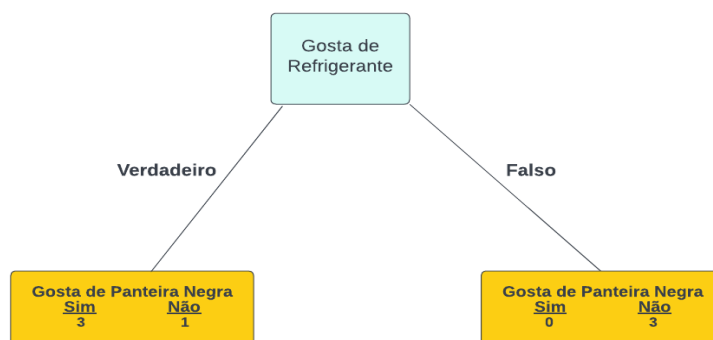 Gosta de
Refrigerante
Verdadeiro
Falso
Gosta de Panteira Negra
Sim Não
3 1
Gosta de Panteira Negra
Sim Não
0 3